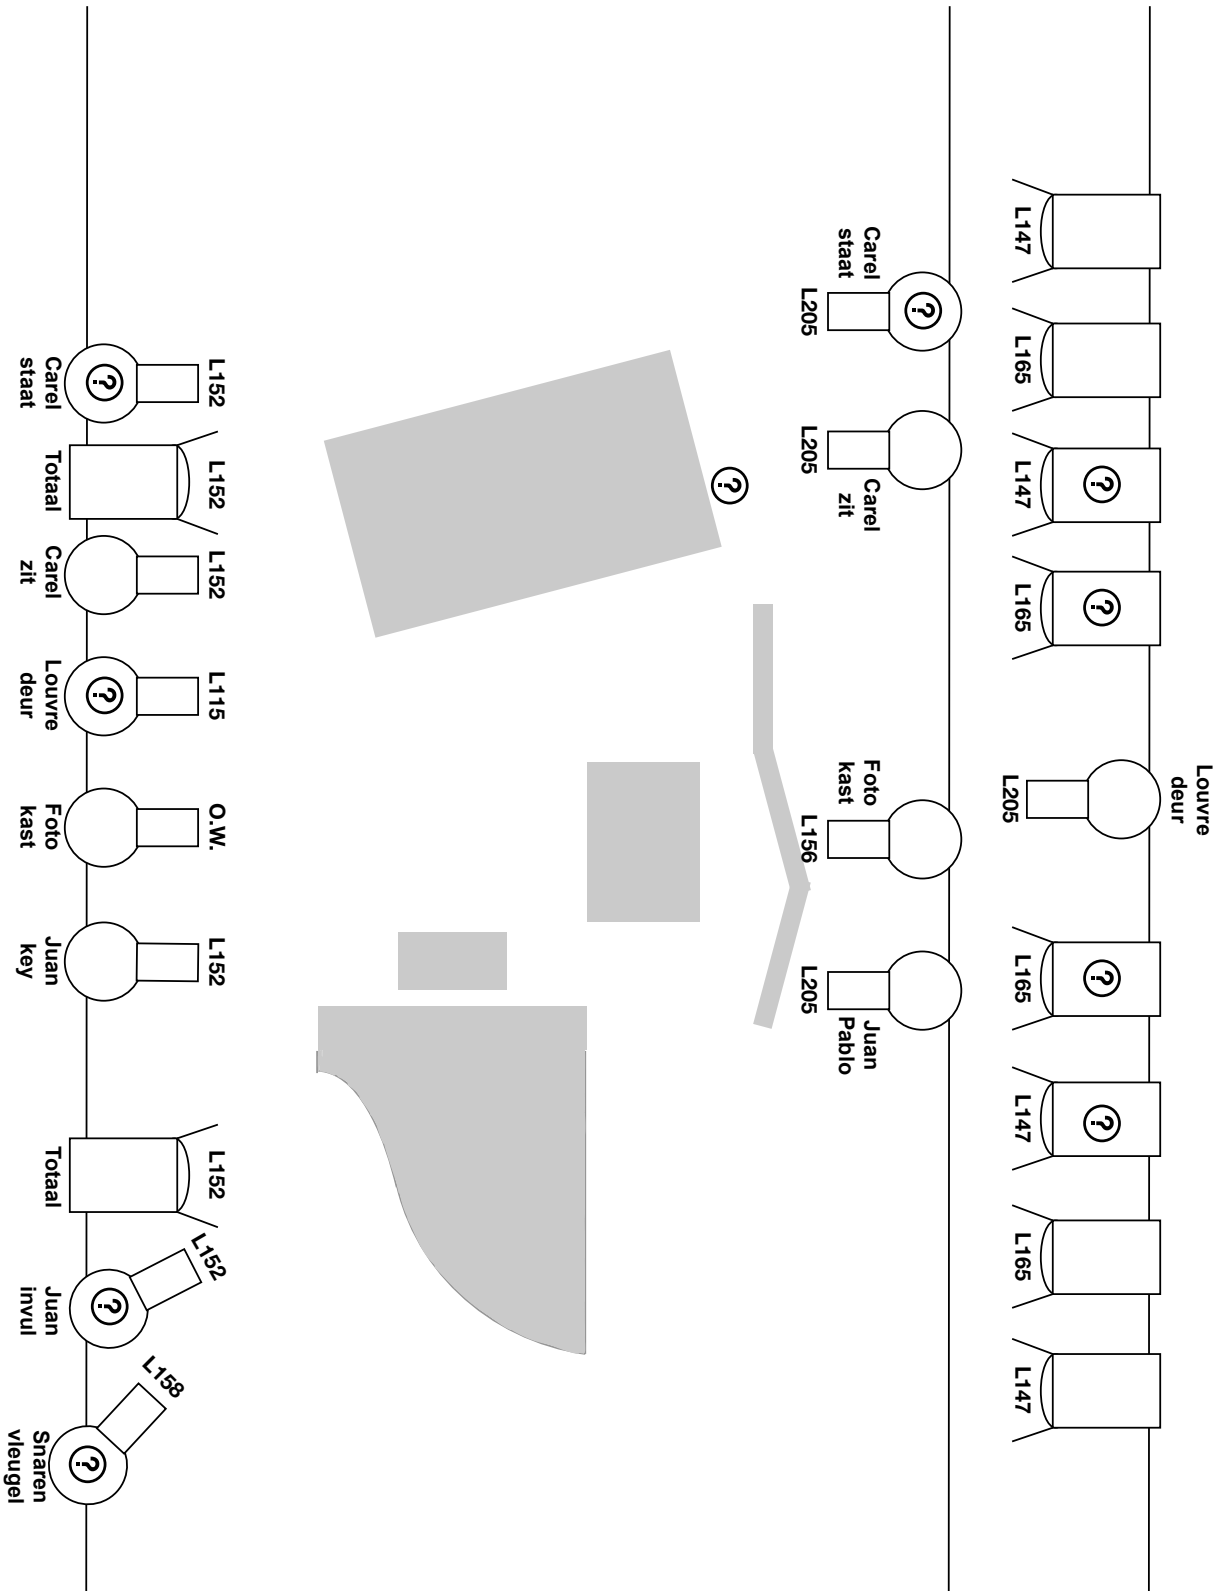 Louvre
deur
L147
L165
L147
?
L165
?
L205
L165
?
L147
?
L165
L147
Carel
staat
?
L205
Carel
zit
L205
Foto
kast
L156
Juan
Pablo
L205
?
L152
?
Carel
staat
L152
Totaal
L152
Carel
zit
L115
?
Louvre
deur
O.W.
Foto
kast
L152
Juan
key
L152
Totaal
L152
?
Juan
invul
L158
?
Snaren
vleugel